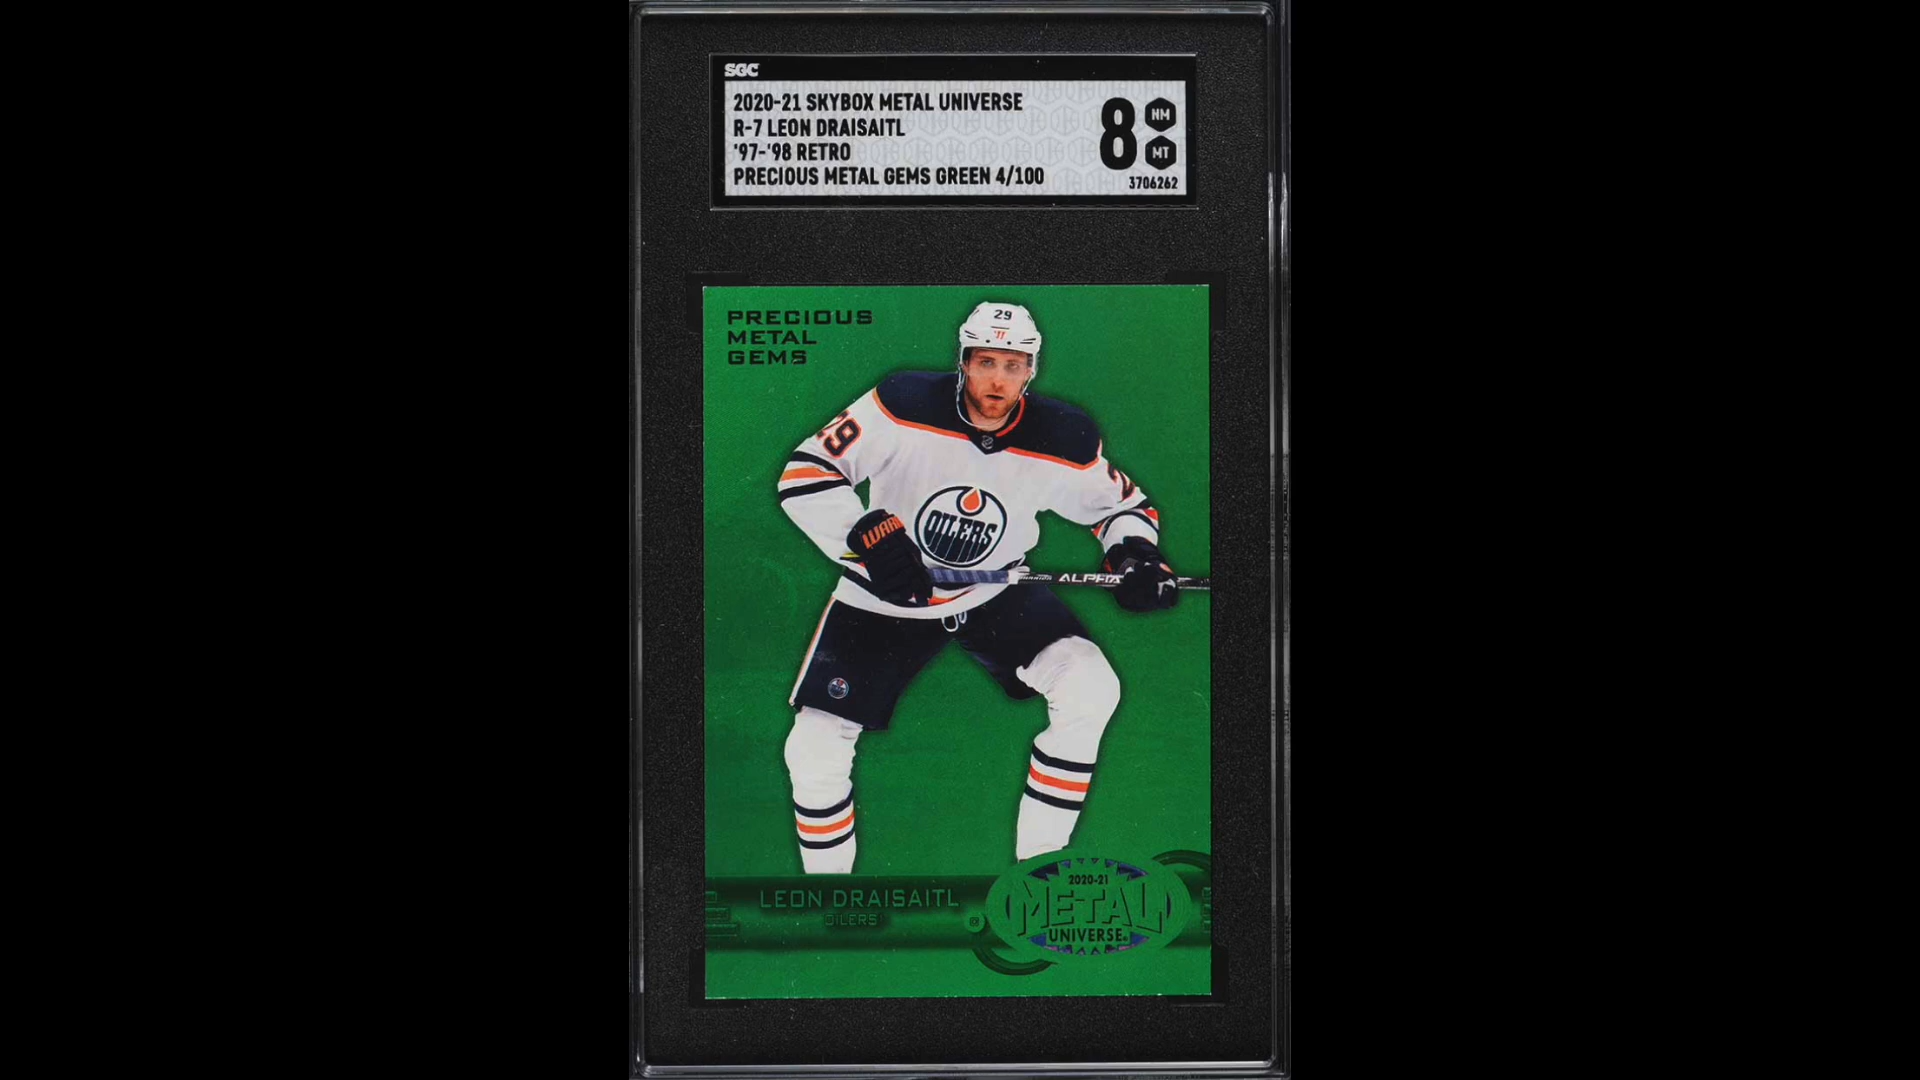 SGC
2020-21 SKYBOX METAL UNIVERSE
R-7 LEON DRAISAITL
'97-'98 RETRO
PRECIOUS METAL GEMS GREEN 4/100
8
NM
MT
3706262
PRECIOUS
METAL
GEMS
29
29
OILERS
ALPHA
LEON DRAISAITL
OILERS
2020-21
METAL
UNIVERSE